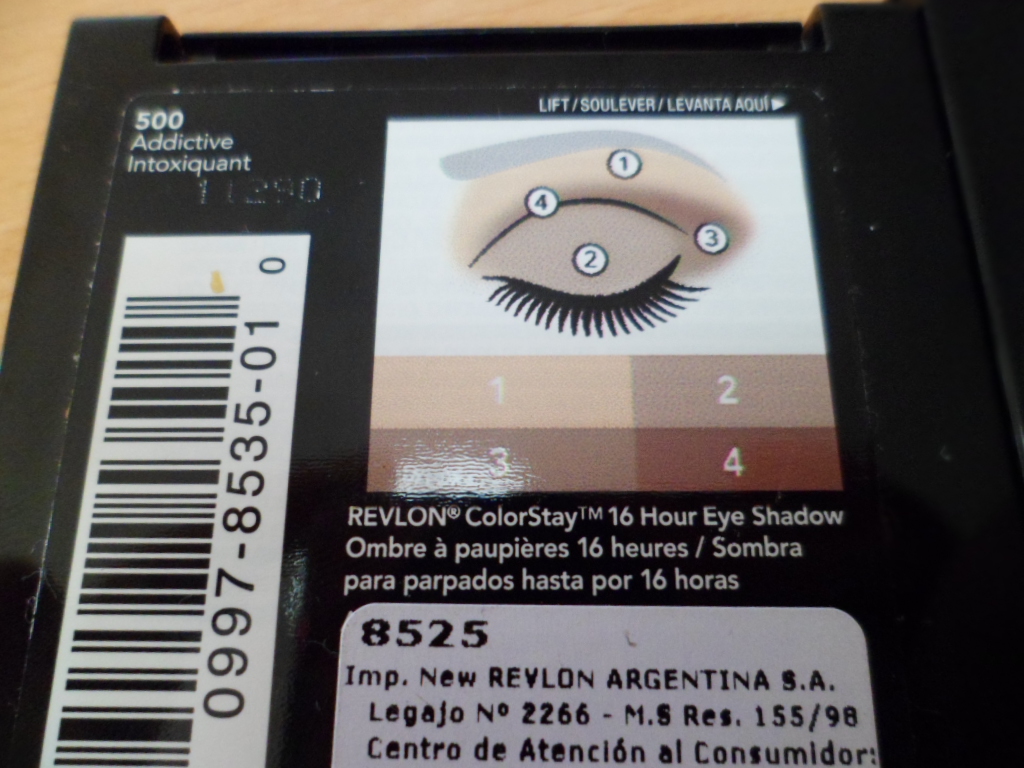 LIFT / SOULEVER / LEVANTA AQUÍ
500
Addictive
Intoxiquant
11290
1
4
3
2
1 2
3 4
0
0997-8535-01
REVLON® ColorStay™ 16 Hour Eye Shadow
Ombre à paupières 16 heures / Sombra
para parpados hasta por 16 horas
8525
Imp. New REVLON ARGENTINA S.A.
Legajo Nº 2266 - M.S Res. 155/98
Centro de Atención al Consumidor: